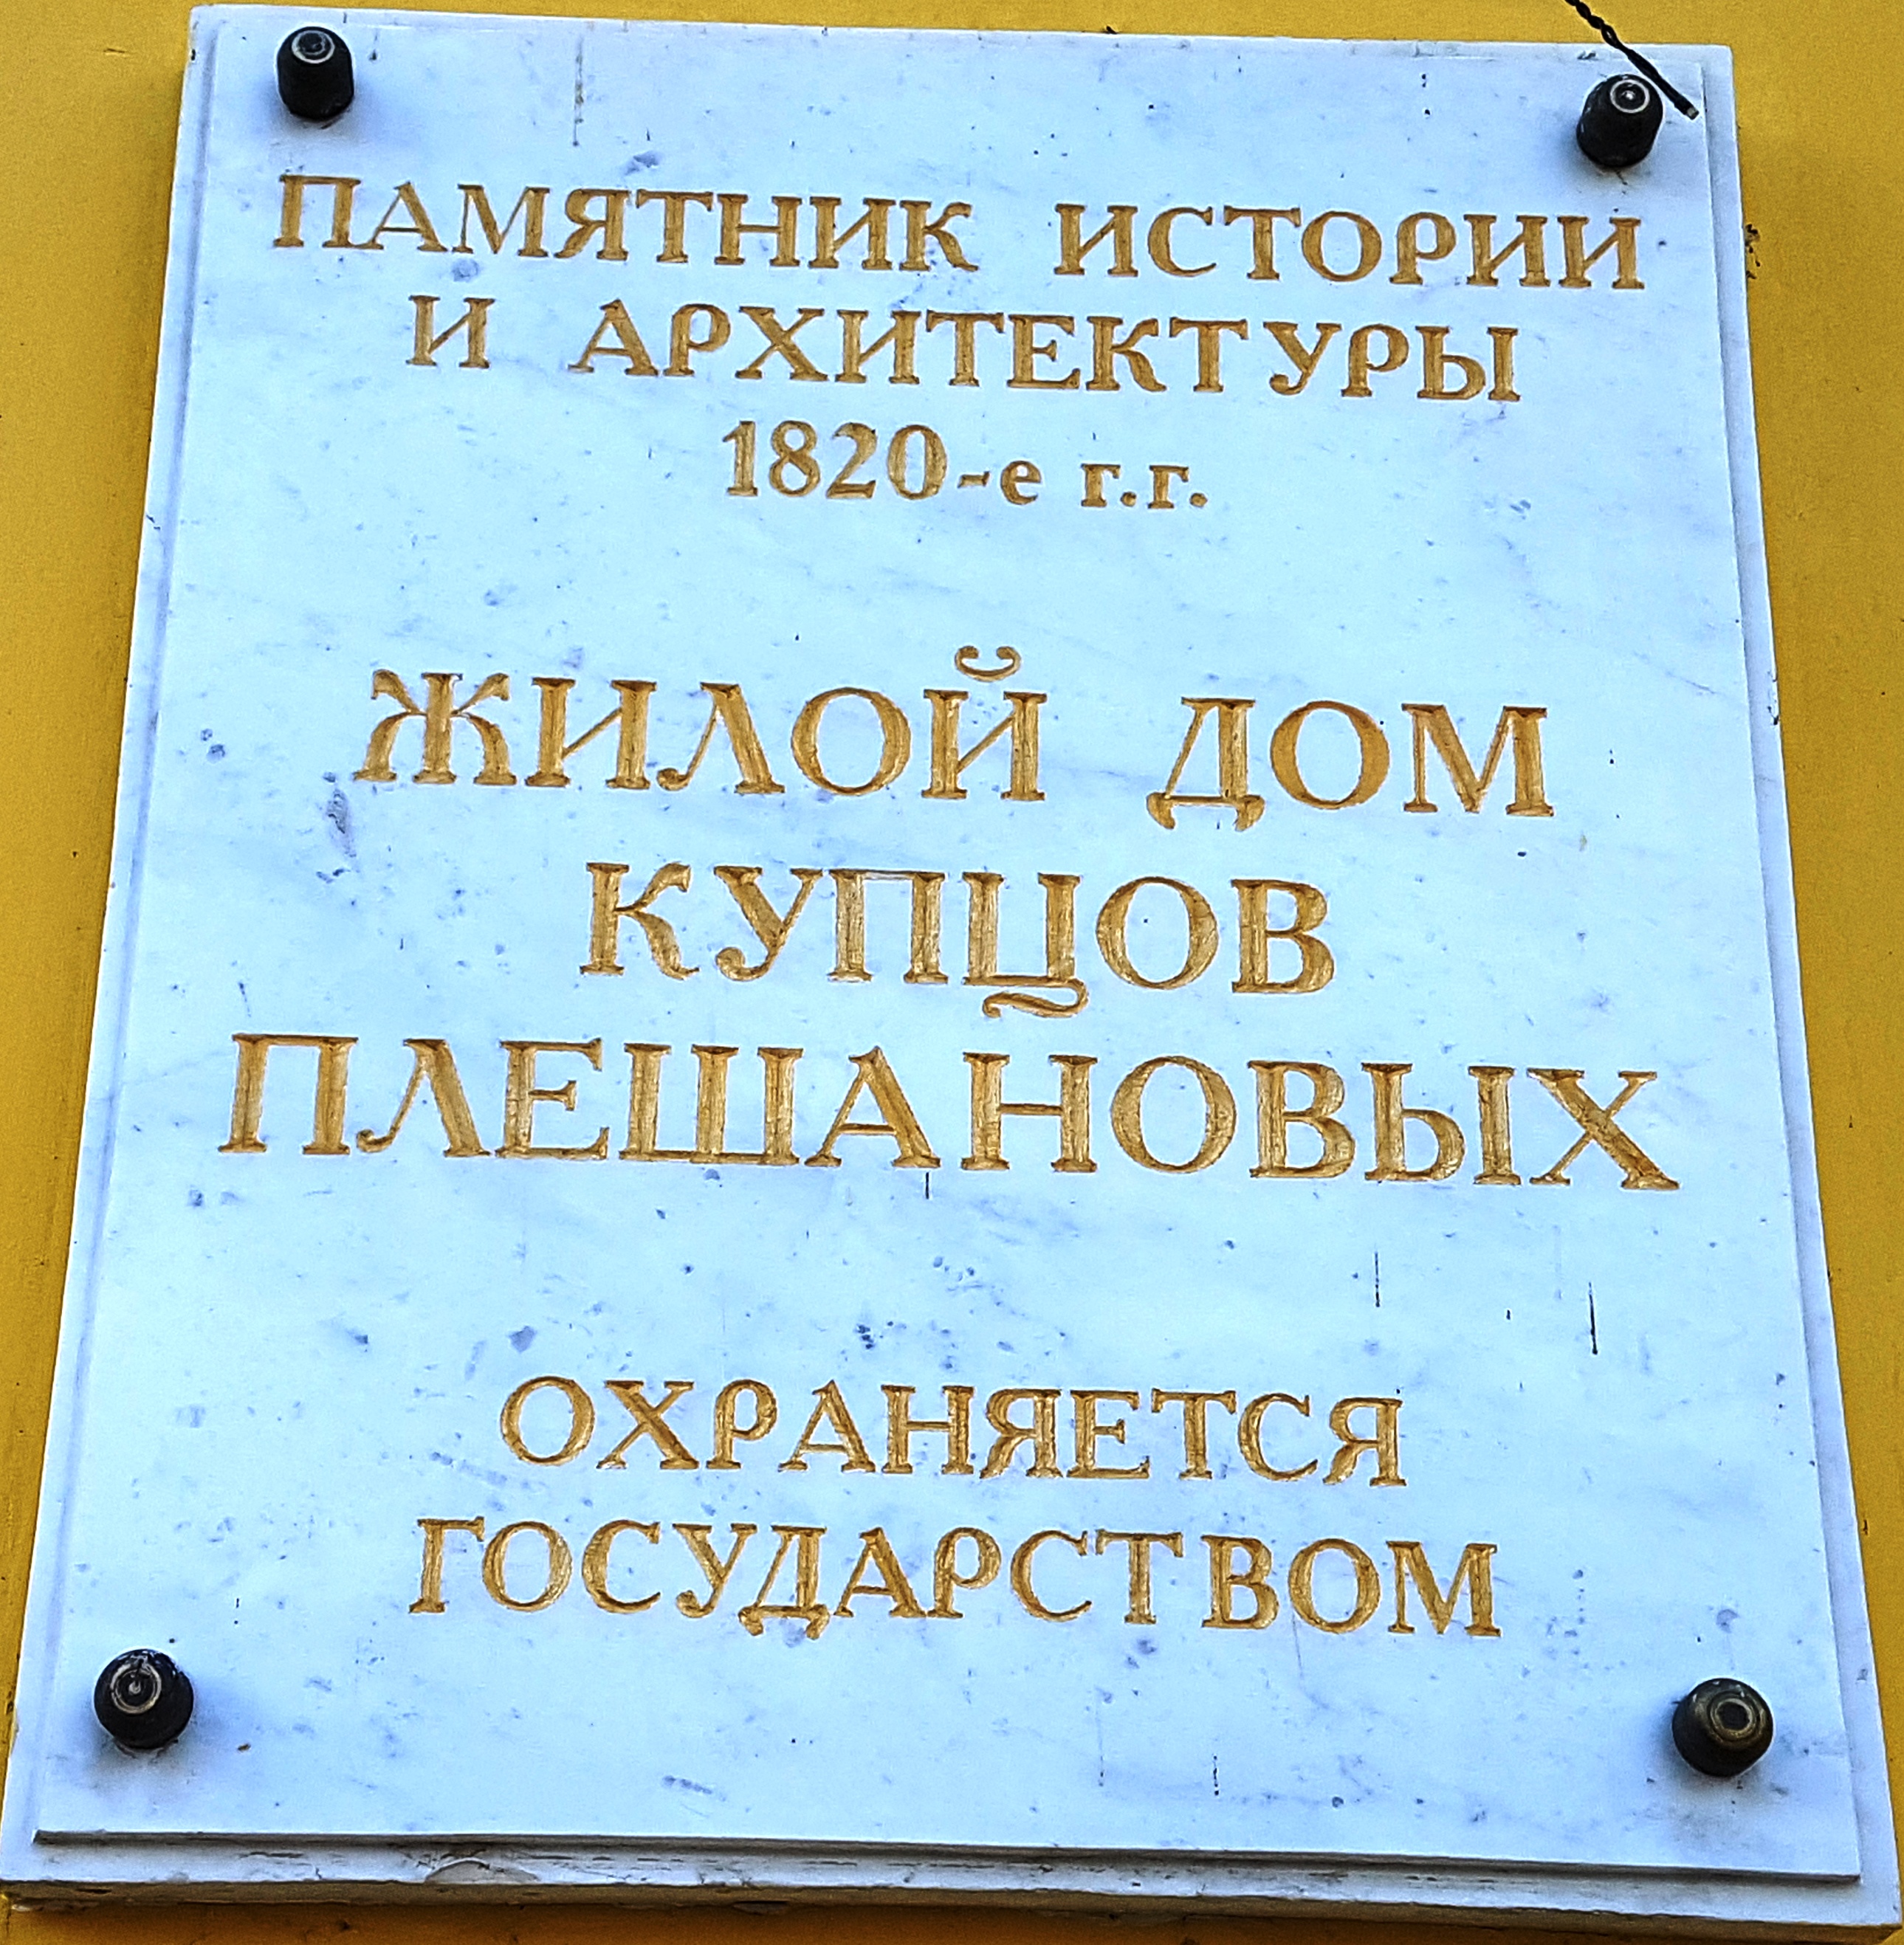 ПАМЯТНИК ИСТОРИИ
И АРХИТЕКТУРЫ
1820-е г.г.
ЖИЛОЙ ДОМ
КУПЦОВ
ПЛЕШАНОВЫХ
ОХРАНЯЕТСЯ
ГОСУДАРСТВОМ